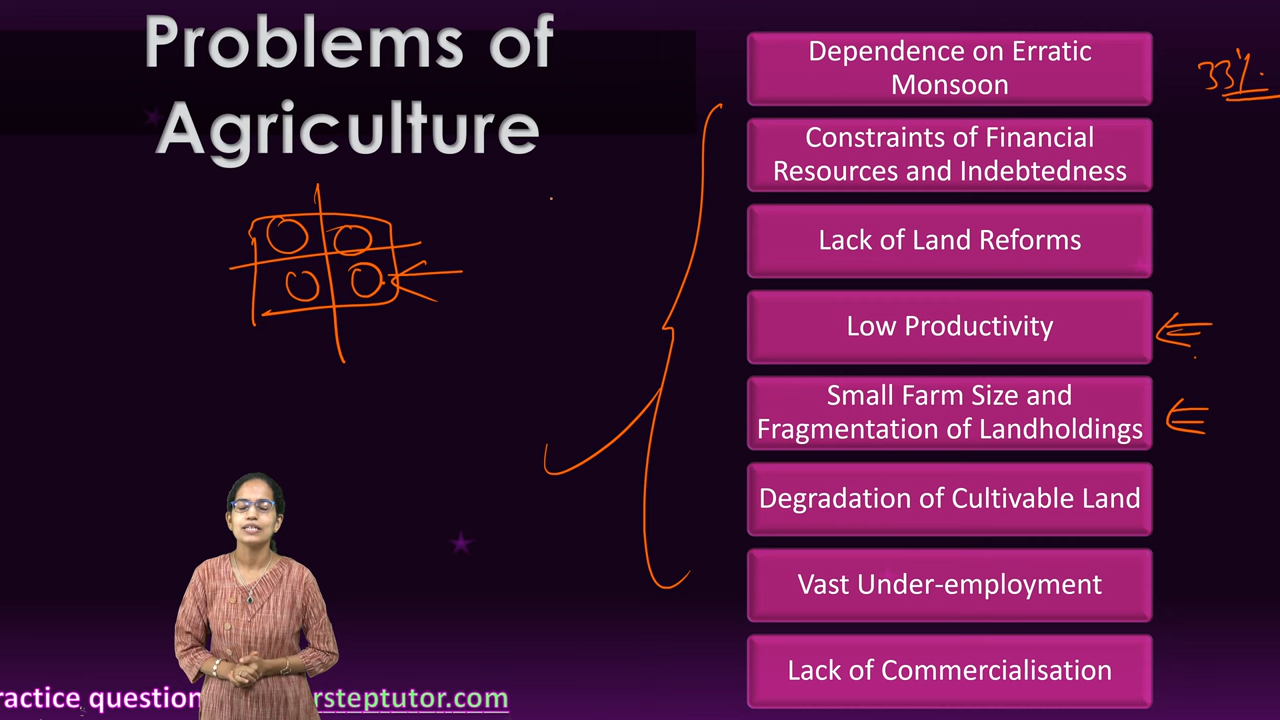 Problems of
Agriculture
Dependence on Erratic
Monsoon
33%
Constraints of Financial
Resources and Indebtedness
Lack of Land Reforms
Low Productivity
Small Farm Size and
Fragmentation of Landholdings
Degradation of Cultivable Land
Vast Under-employment
Lack of Commercialisation
ractice question rsteptutor.com